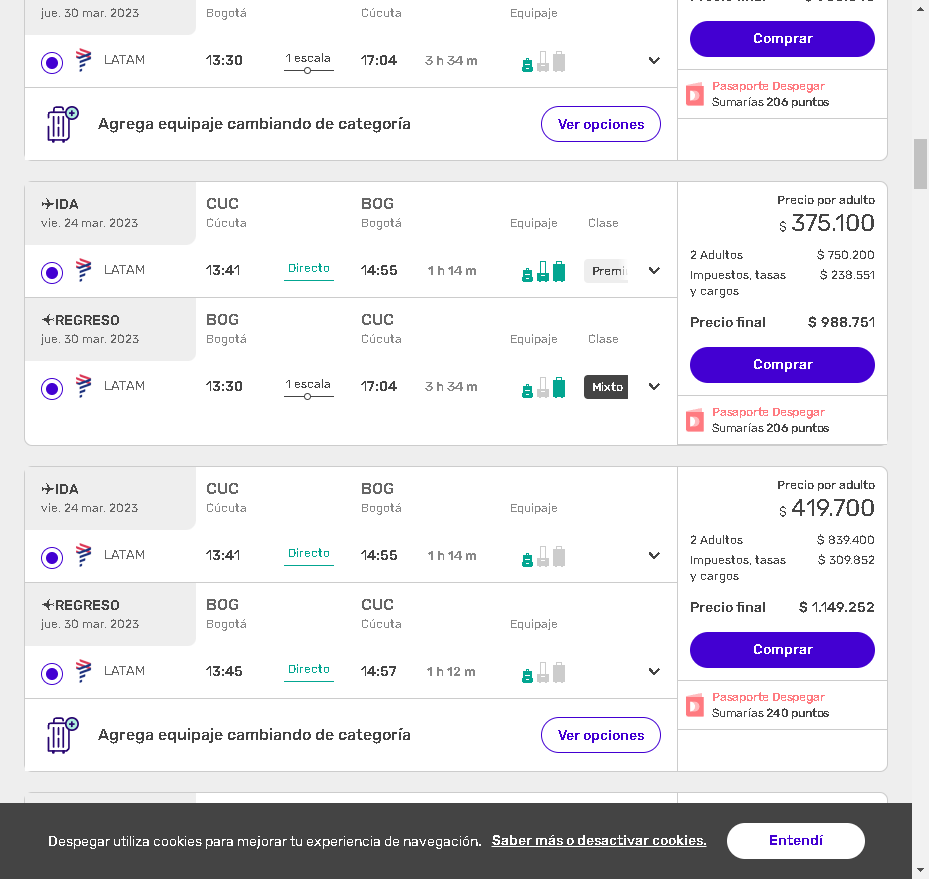 jue. 30 mar. 2023 Bogotá Cúcuta Equipaje
LATAM 13:30 1 escala 17:04 3 h 34 m
Comprar
Pasaporte Despegar
Sumarías 206 puntos
Agrega equipaje cambiando de categoría Ver opciones
IDA CUC BOG
vie. 24 mar. 2023 Cúcuta Bogotá Equipaje Clase
LATAM 13:41 Directo 14:55 1 h 14 m
REGRESO BOG CUC
jue. 30 mar. 2023 Bogotá Cúcuta Equipaje Clase
LATAM 13:30 1 escala 17:04 3 h 34 m Mixto
Precio por adulto
$ 375.100
2 Adultos $ 750.200
Impuestos, tasas $ 238.551
y cargos
Precio final $ 988.751
Comprar
Pasaporte Despegar
Sumarías 206 puntos
IDA CUC BOG
vie. 24 mar. 2023 Cúcuta Bogotá Equipaje
LATAM 13:41 Directo 14:55 1 h 14 m
REGRESO BOG CUC
jue. 30 mar. 2023 Bogotá Cúcuta Equipaje
LATAM 13:45 Directo 14:57 1 h 12 m
Agrega equipaje cambiando de categoría Ver opciones
Precio por adulto
$ 419.700
2 Adultos $ 839.400
Impuestos, tasas $ 309.852
y cargos
Precio final $ 1.149.252
Comprar
Pasaporte Despegar
Sumarías 240 puntos
Despegar utiliza cookies para mejorar tu experiencia de navegación. Saber más o desactivar cookies. Entendí